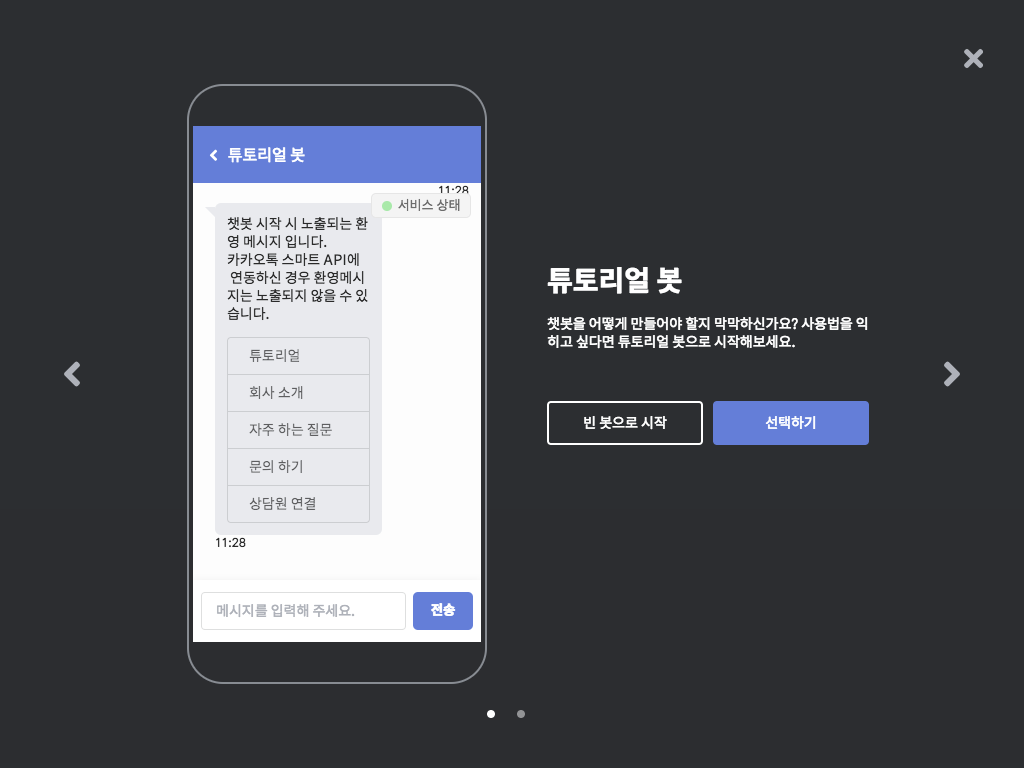 튜토리얼 봇
11:28
서비스 상태
챗봇 시작 시 노출되는 환
영 메시지 입니다.
카카오톡 스마트 API에
연동하신 경우 환영메시
지는 노출되지 않을 수 있
습니다.
튜토리얼
회사 소개
자주 하는 질문
문의 하기
상담원 연결
11:28
메시지를 입력해 주세요.
전송
튜토리얼 봇
챗봇을 어떻게 만들어야 할지 막막하신가요? 사용법을 익
히고 싶다면 튜토리얼 봇으로 시작해보세요.
빈 봇으로 시작
선택하기